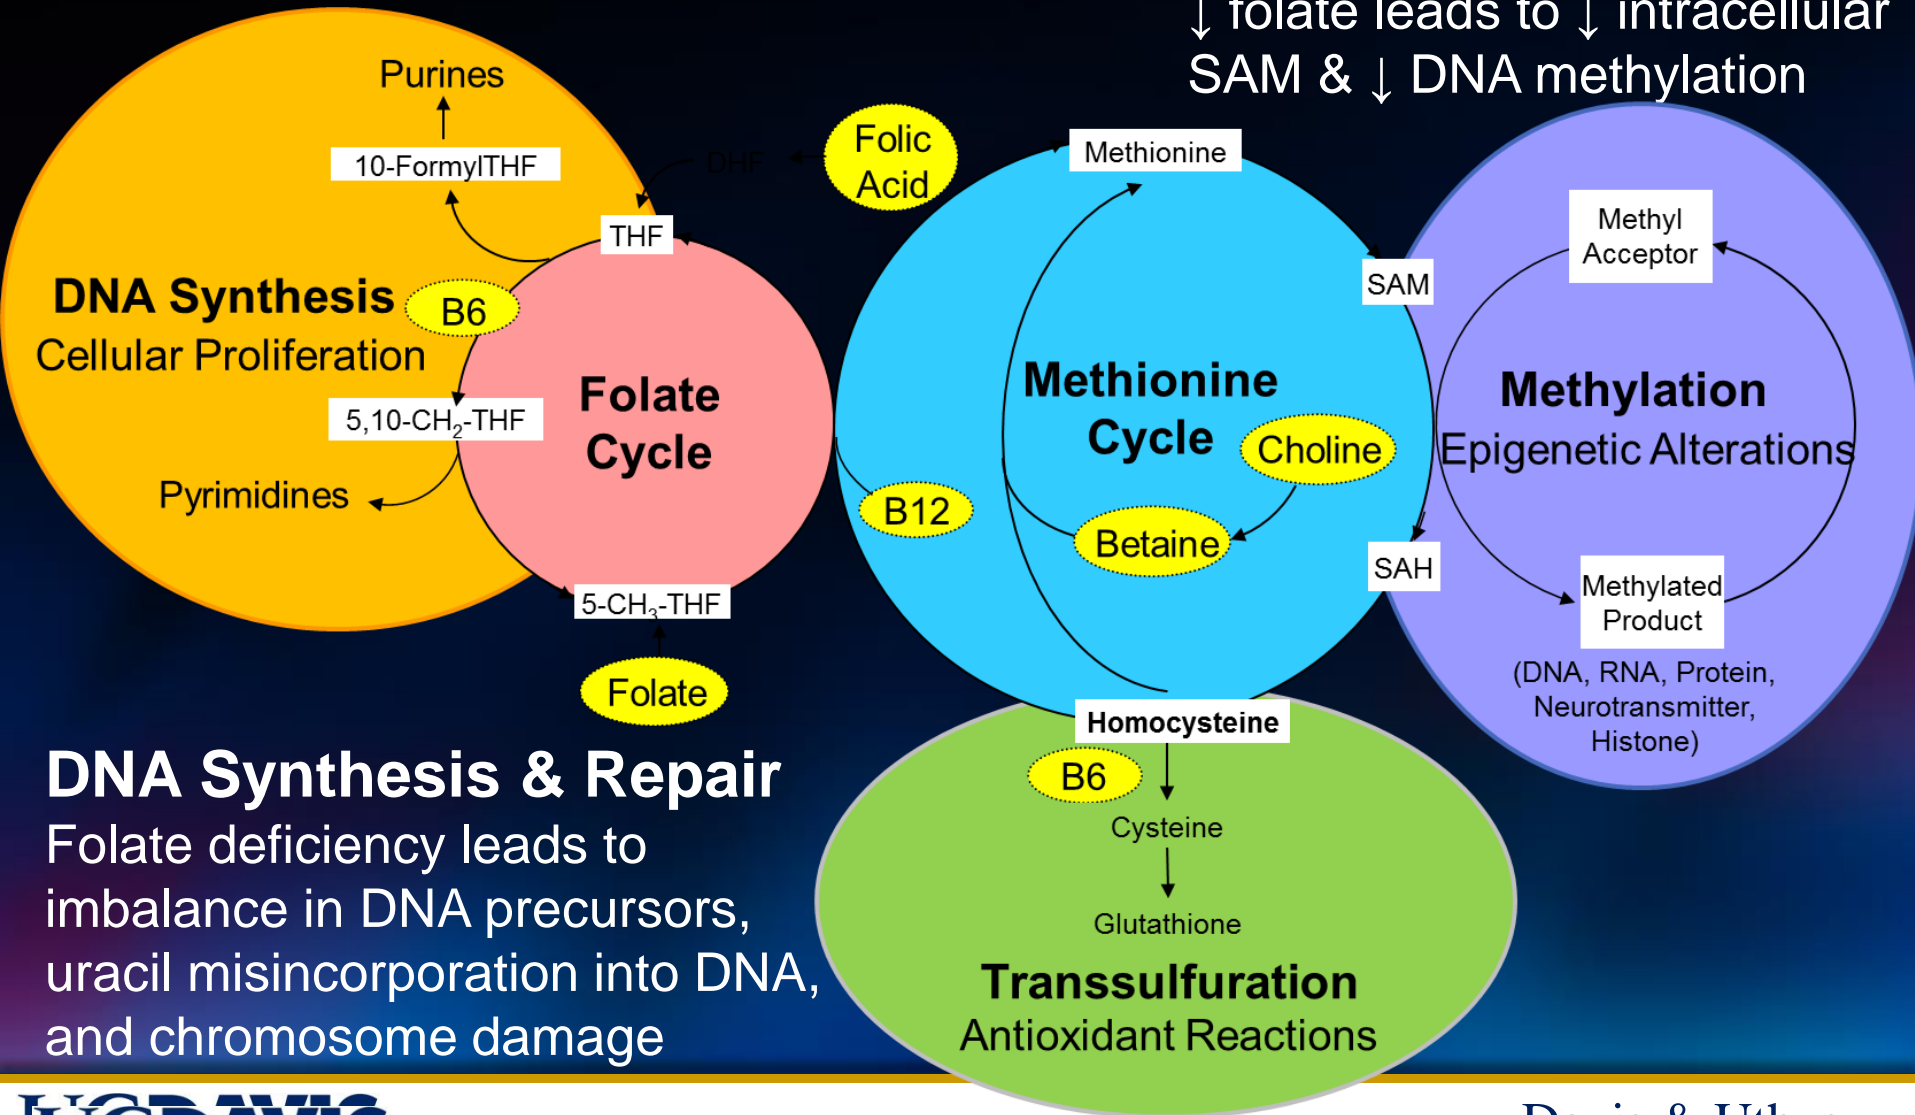 ↓ folate leads to ↓ intracellular
SAM & ↓ DNA methylation
Purines
10-FormylTHF
DHF
Folic
Acid
THF
DNA Synthesis
Cellular Proliferation
B6
5,10-CH₂-THF
Pyrimidines
Folate
Cycle
5-CH₃-THF
Folate
Methionine
SAM
Methionine
Cycle
Choline
B12
Betaine
SAH
Homocysteine
Methyl
Acceptor
Methylation
Epigenetic Alterations
Methylated
Product
(DNA, RNA, Protein,
Neurotransmitter,
Histone)
B6
Cysteine
Glutathione
Transsulfuration
Antioxidant Reactions
DNA Synthesis & Repair
Folate deficiency leads to
imbalance in DNA precursors,
uracil misincorporation into DNA,
and chromosome damage
UCDAVIS